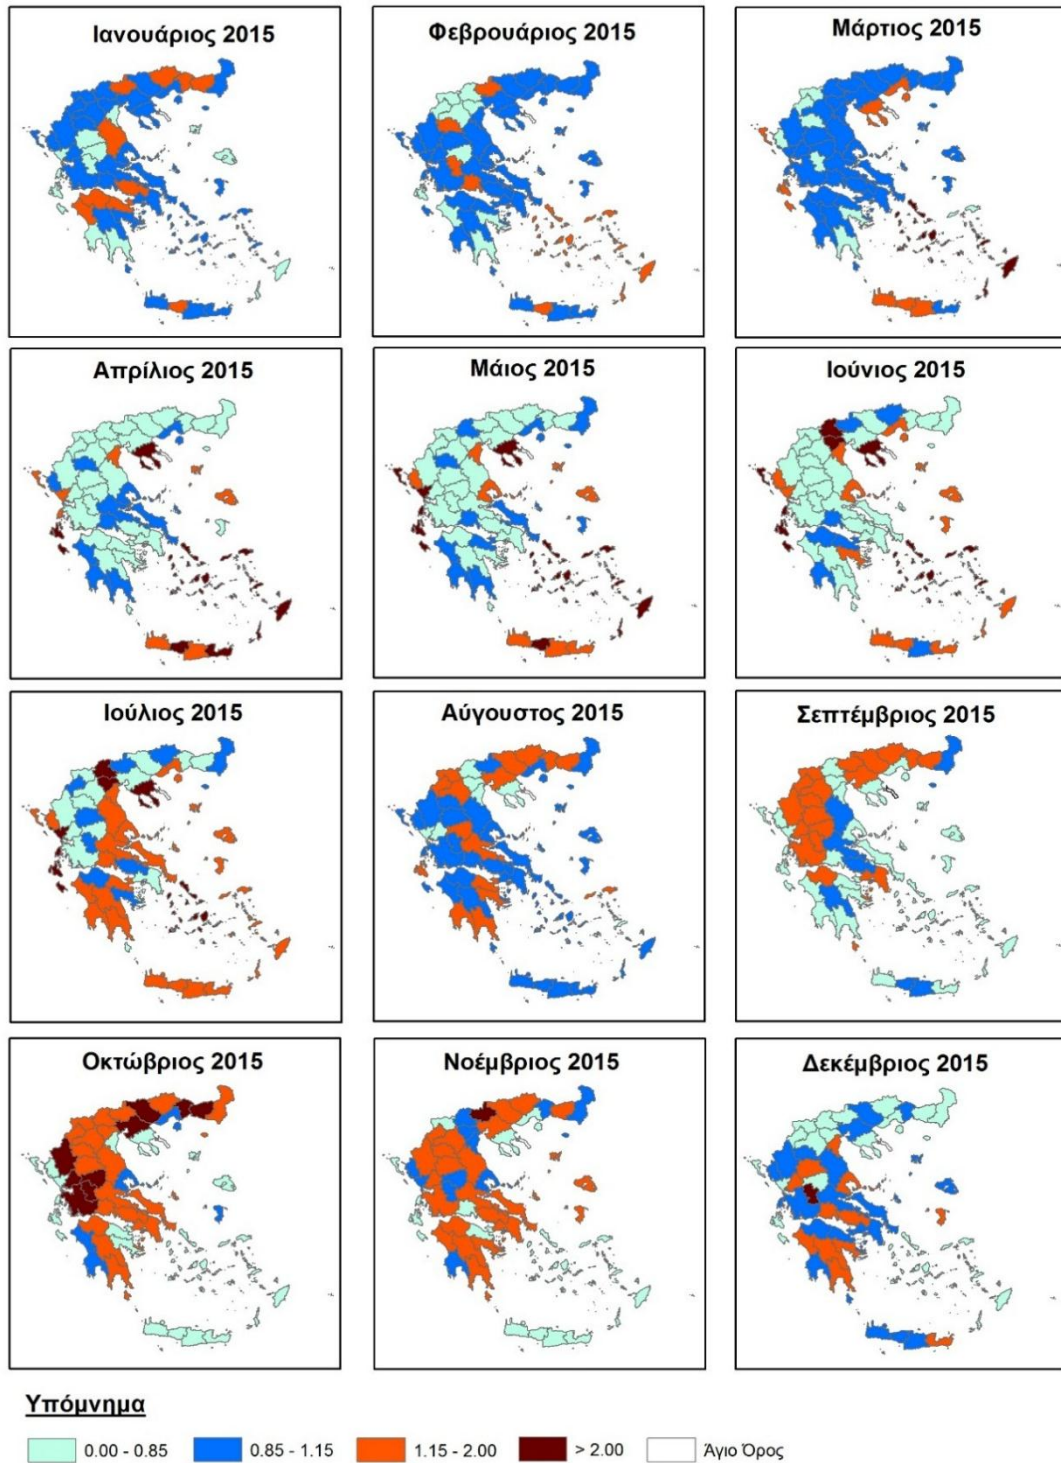 Ιανουάριος 2015
Φεβρουάριος 2015
Μάρτιος 2015
Απρίλιος 2015
Μάιος 2015
Ιούνιος 2015
Ιούλιος 2015
Αύγουστος 2015
Σεπτέμβριος 2015
Οκτώβριος 2015
Νοέμβριος 2015
Δεκέμβριος 2015
Υπόμνημα
0.00 - 0.85
0.85 - 1.15
1.15 - 2.00
> 2.00
Άγιο Όρος